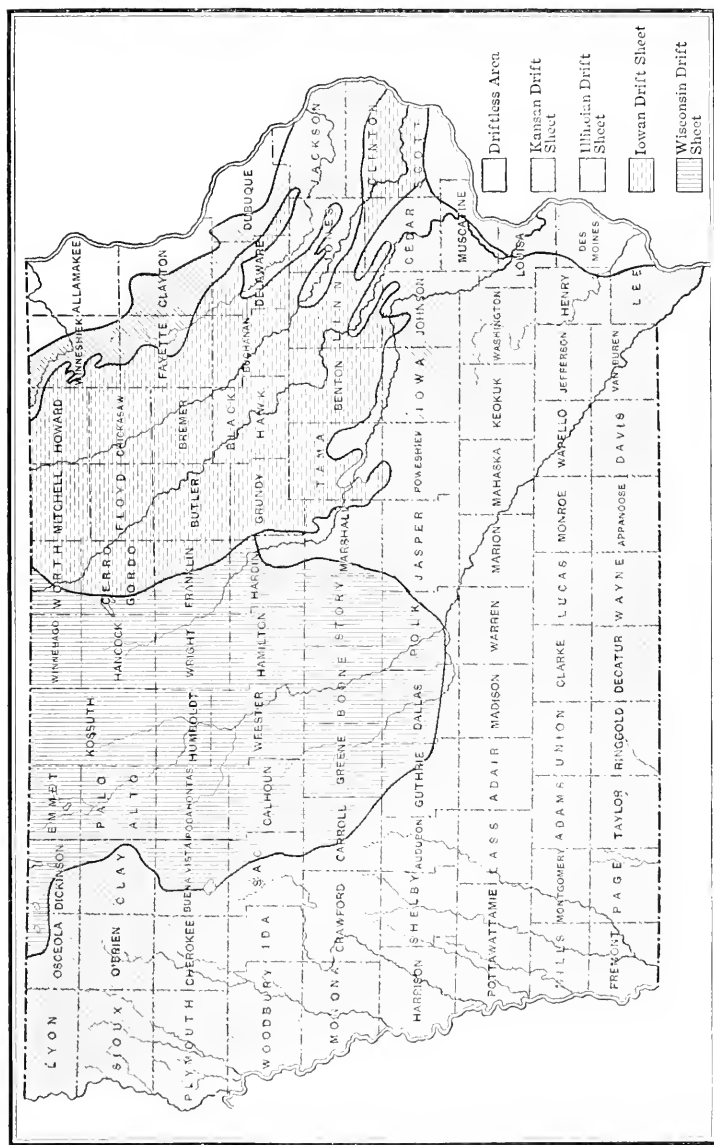 LYON
OSCEOLA
DICKINSON
EMMET
KOSSUTH
WINNEBAGO
WORTH
MITCHELL
HOWARD
WINNESHIEK
ALLAMAKEE
SIOUX
O'BRIEN
CLAY
PALO
ALTO
HANCOCK
CERRO
GORDO
FLOYD
CHICKASAW
FAYETTE
CLAYTON
PLYMOUTH
CHEROKEE
BUENA VISTA
POCAHONTAS
HUMBOLDT
WRIGHT
FRANKLIN
BUTLER
BREMER
WOODBURY
IDA
SAC
CALHOUN
WEBSTER
HAMILTON
HARDIN
GRUNDY
BLACK
HAWK
BUCHANAN
DELAWARE
DUBUQUE
MONONA
CRAWFORD
CARROLL
GREENE
BOONE
STORY
MARSHALL
TAMA
BENTON
LINN
JONES
JACKSON
HARRISON
SHELBY
AUDUBON
GUTHRIE
DALLAS
POLK
JASPER
POWESHIEK
IOWA
JOHNSON
CEDAR
CLINTON
SCOTT
POTTAWATTAMIE
CASS
ADAIR
MADISON
WARREN
MARION
MAHASKA
KEOKUK
WASHINGTON
MUSCATINE
LOUISA
MILLS
MONTGOMERY
ADAMS
UNION
CLARKE
LUCAS
MONROE
WAPELLO
JEFFERSON
HENRY
DES
MOINES
FREMONT
PAGE
TAYLOR
RINGGOLD
DECATUR
WAYNE
APPANOOSE
DAVIS
VAN BUREN
LEE
Driftless Area
Kansan Drift
Sheet
Illinoian Drift
Sheet
Iowan Drift Sheet
Wisconsin Drift
Sheet